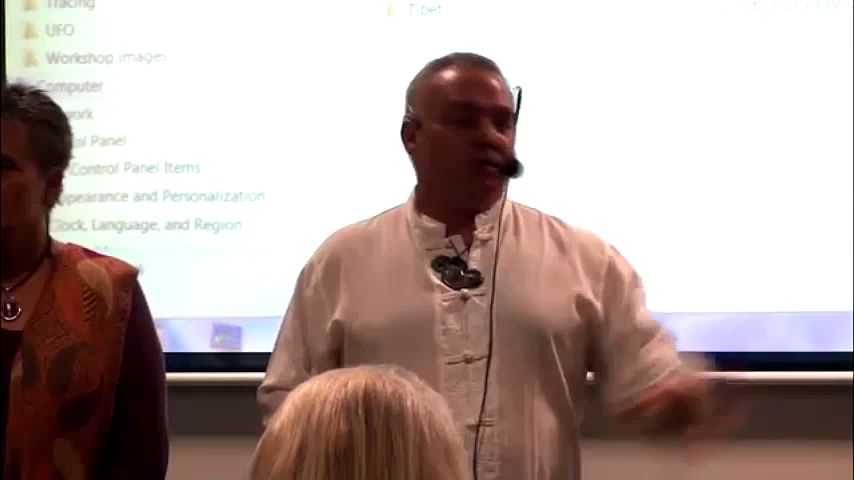 Tracing
Tibet
UFO
Workshop images
Computer
Control Panel Items
Appearance and Personalization
Clock, Language, and Region